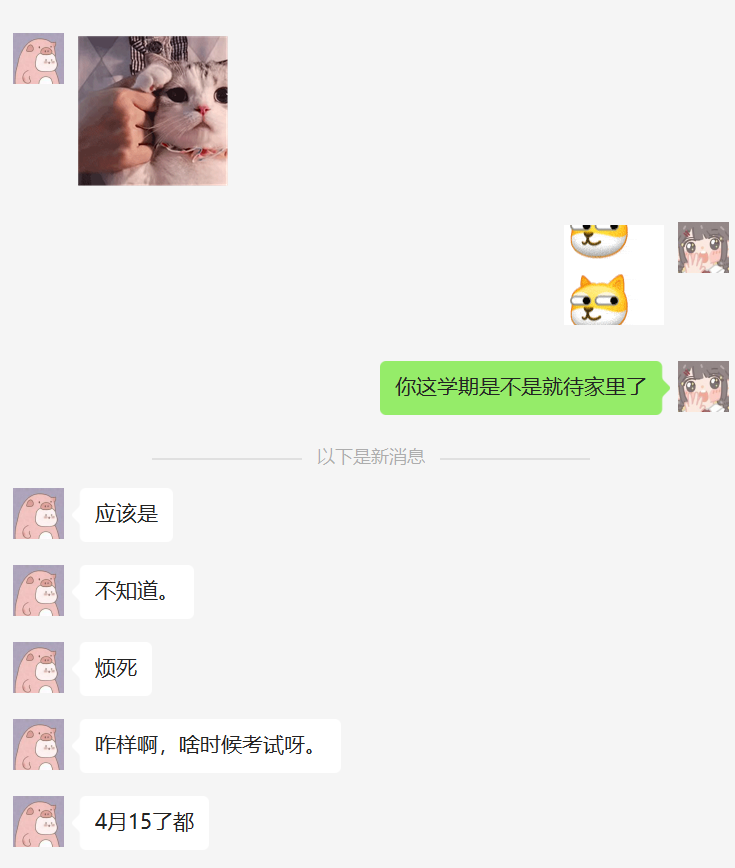 你这学期是不是就待家里了
以下是新消息
应该是
不知道。
烦死
咋样啊，啥时候考试呀。
4月15了都